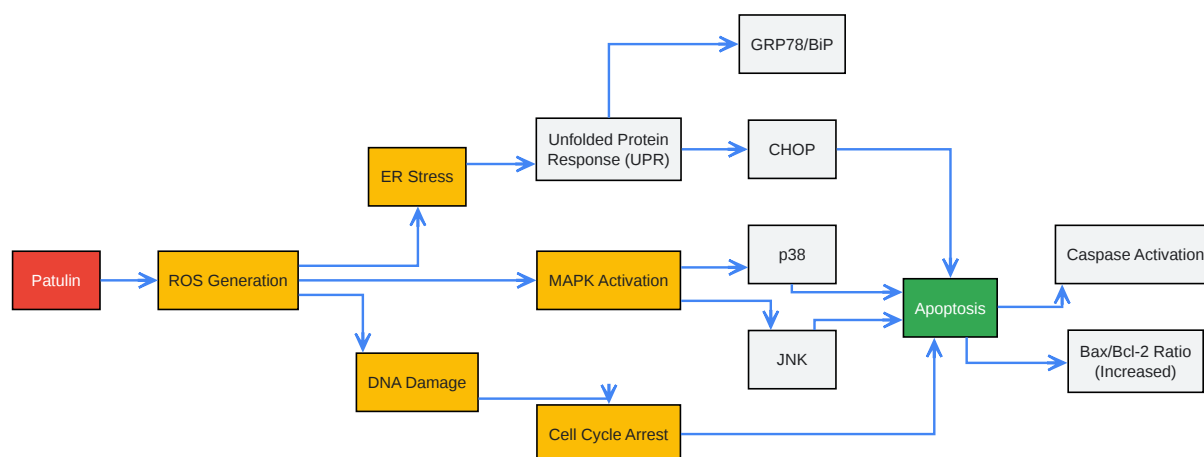 GRP78/BiP
Unfolded Protein
Response (UPR)
CHOP
ER Stress
Patulin
ROS Generation
MAPK Activation
p38
Caspase Activation
Apoptosis
JNK
Bax/Bcl-2 Ratio
(Increased)
DNA Damage
Cell Cycle Arrest